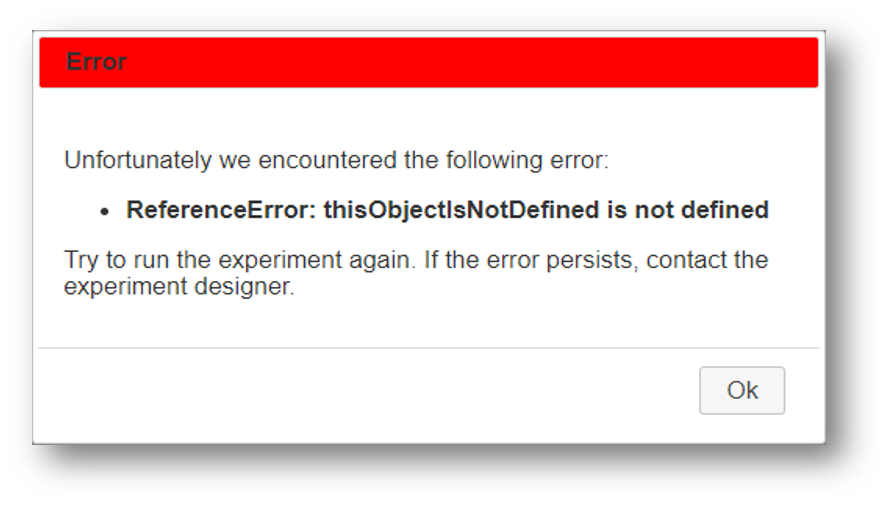 Error
Unfortunately we encountered the following error:
• ReferenceError: thisObjectIsNotDefined is not defined
Try to run the experiment again. If the error persists, contact the
experiment designer.
Ok